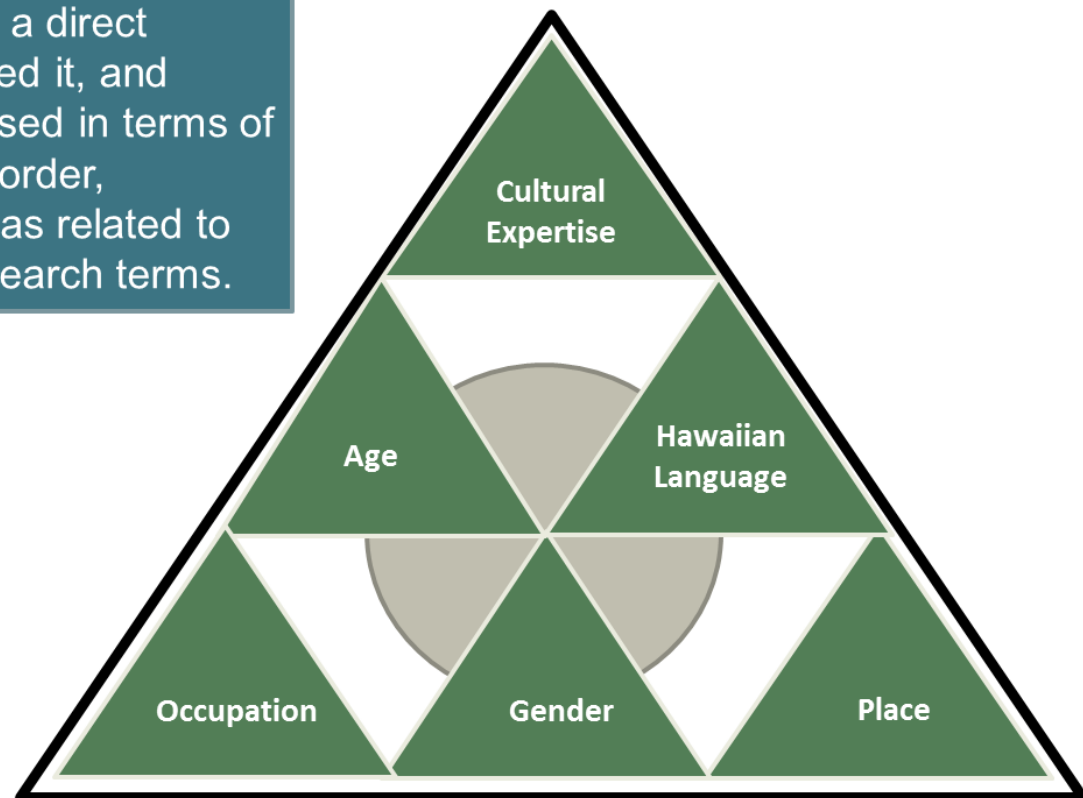 a direct
ed it, and
sed in terms of
order,
as related to
search terms.
Cultural
Expertise
Age
Hawaiian
Language
Occupation
Gender
Place